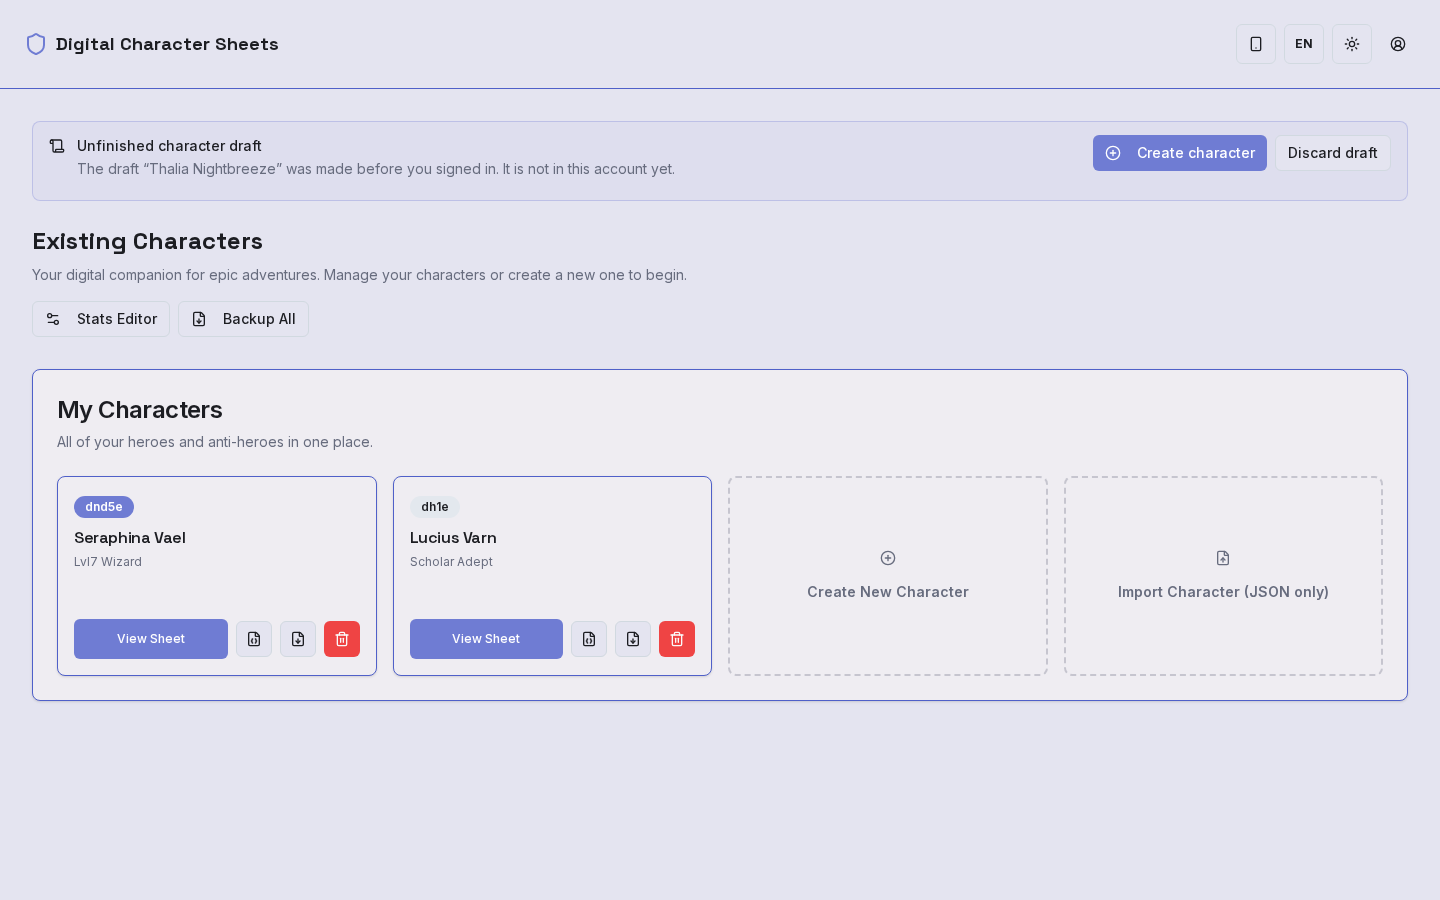 Digital Character Sheets
EN
Unfinished character draft
The draft “Thalia Nightbreeze” was made before you signed in. It is not in this account yet.
Create character
Discard draft
Existing Characters
Your digital companion for epic adventures. Manage your characters or create a new one to begin.
Stats Editor
Backup All
My Characters
All of your heroes and anti-heroes in one place.
dnd5e
Seraphina Vael
Lvl7 Wizard
View Sheet
dh1e
Lucius Varn
Scholar Adept
View Sheet
Create New Character
Import Character (JSON only)